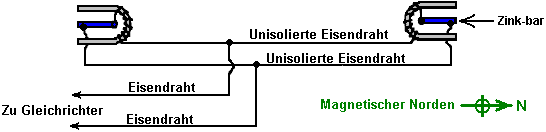 Unisolierte Eisendraht
Zink-bar
Unisolierte Eisendraht
Eisendraht
Zu Gleichrichter
Eisendraht
Magnetischer Norden
N